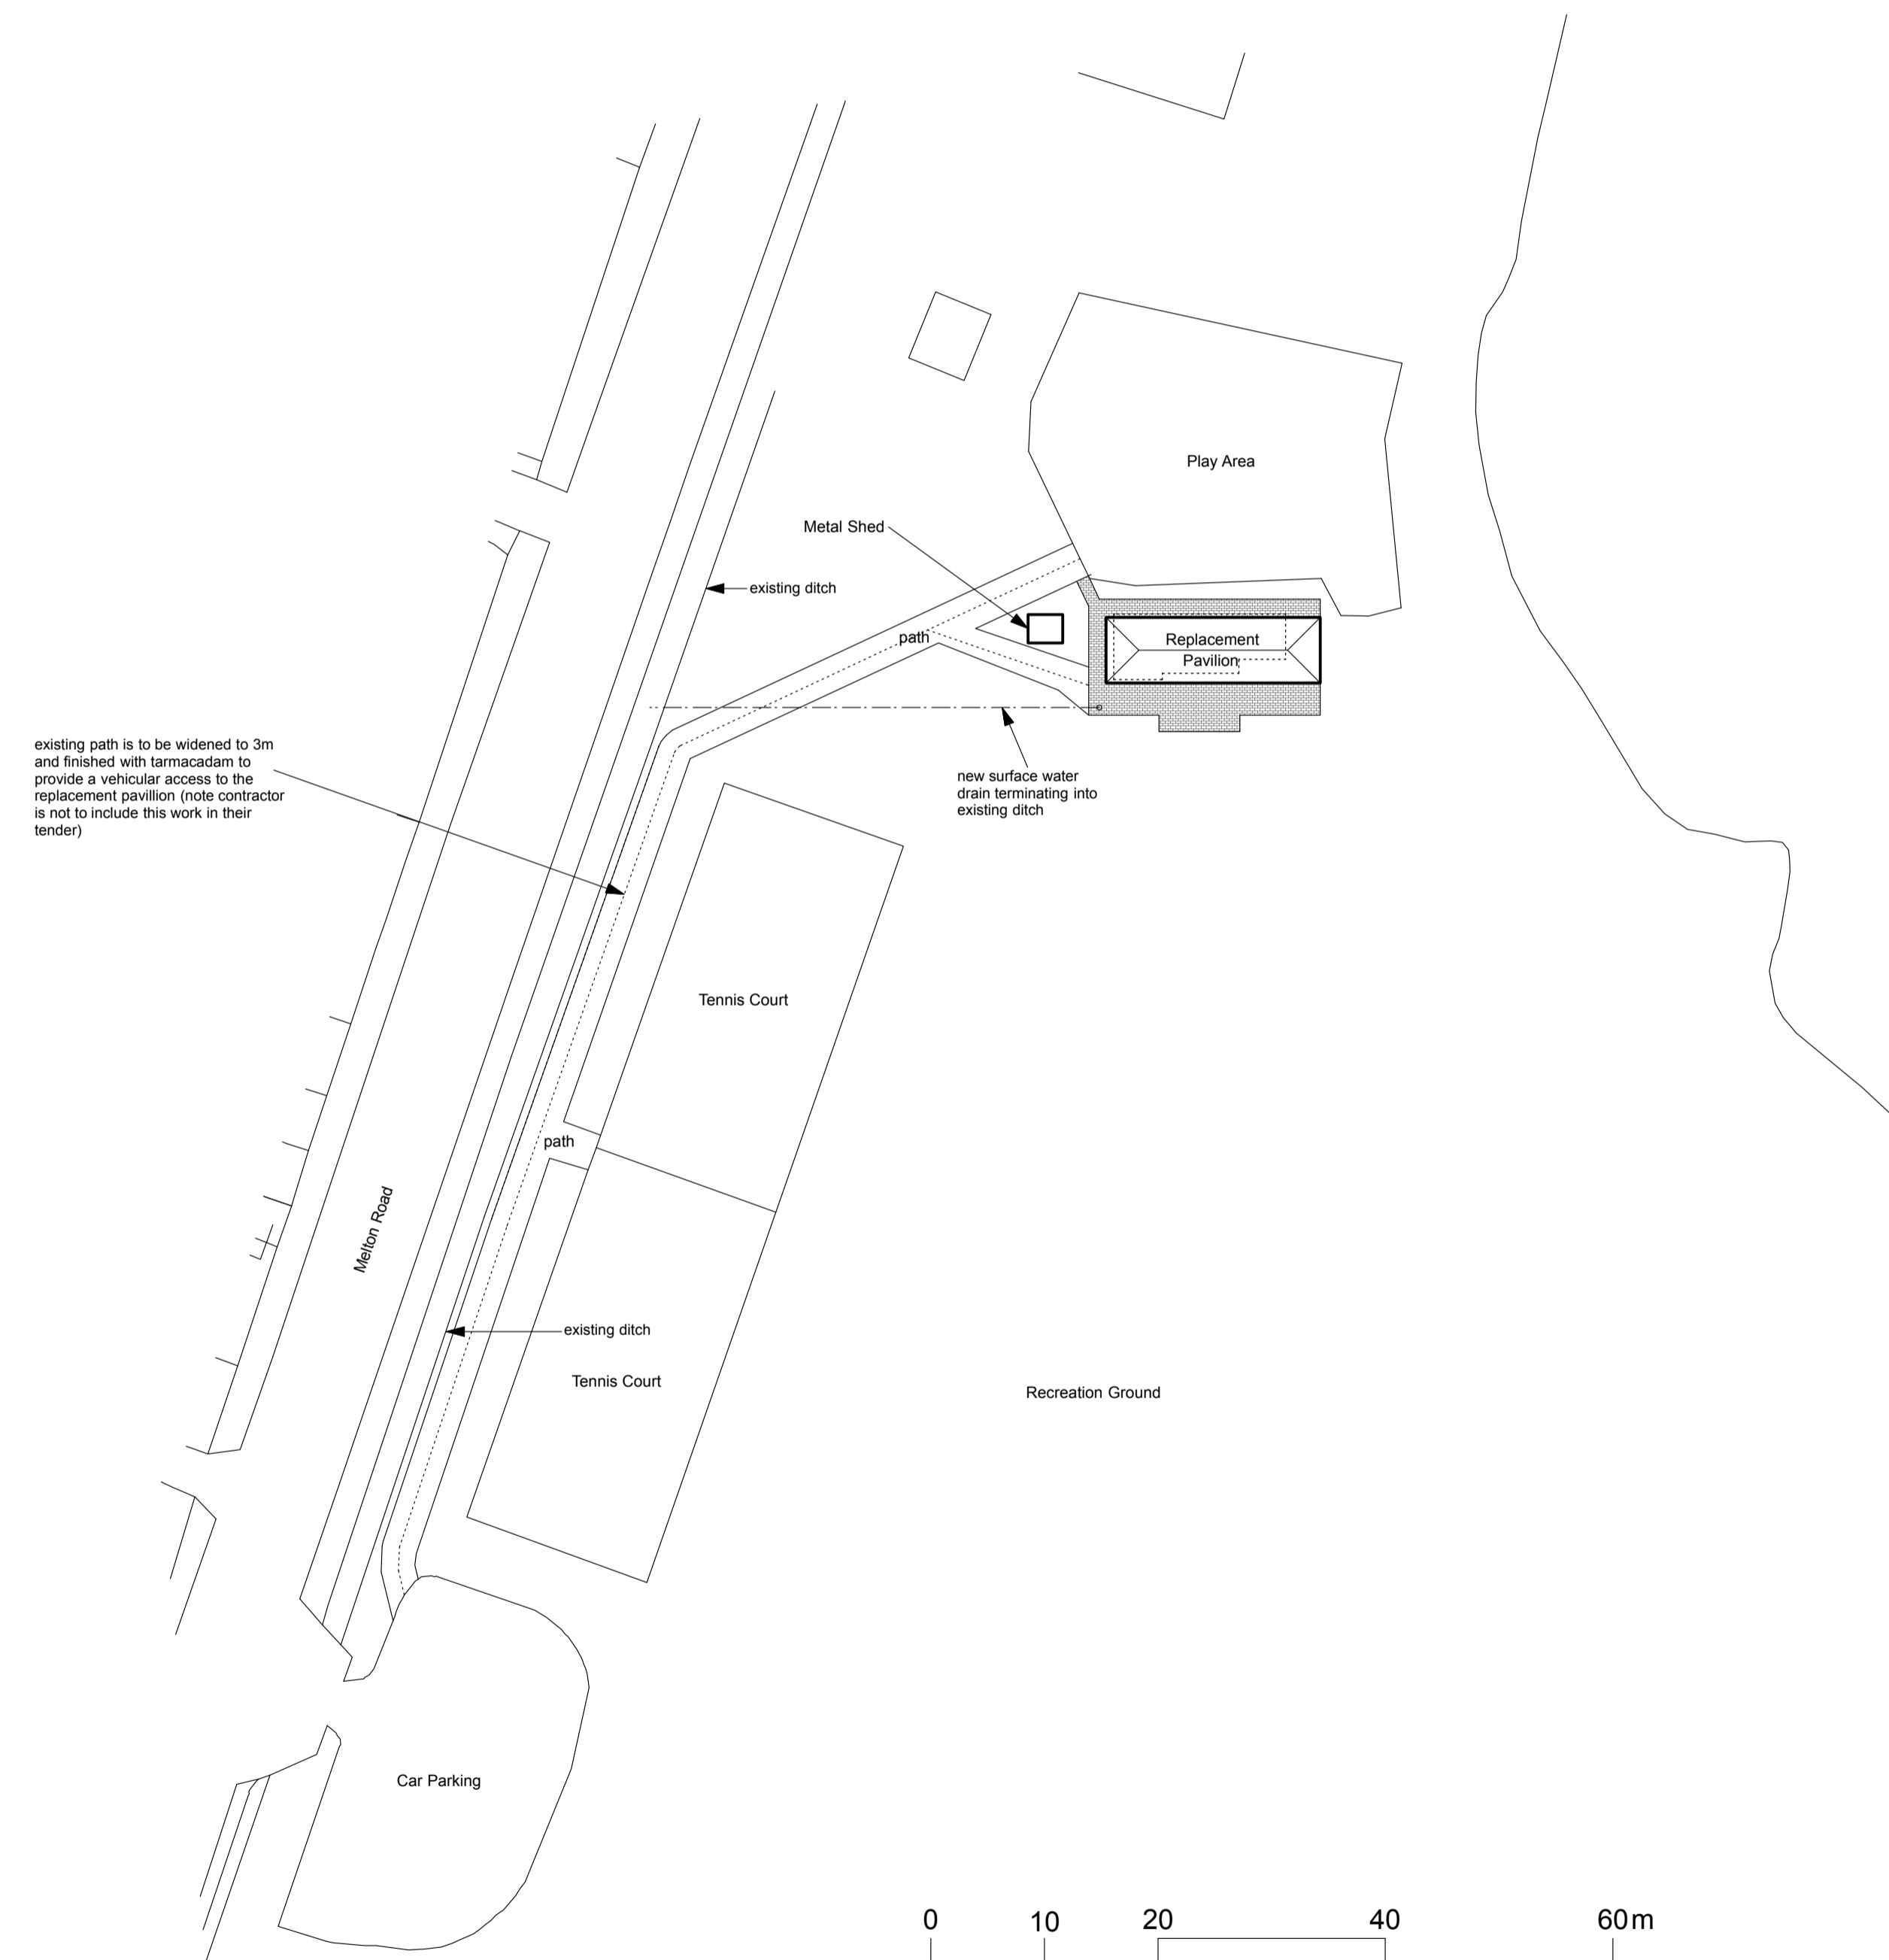 Play Area
Metal Shed
existing ditch
path
Replacement
Pavilion
existing path is to be widened to 3m
and finished with tarmacadam to
provide a vehicular access to the
replacement pavillion (note contractor
is not to include this work in their
tender)
new surface water
drain terminating into
existing ditch
Tennis Court
path
Melton Road
existing ditch
Tennis Court
Recreation Ground
Car Parking
0 10 20 40 60m